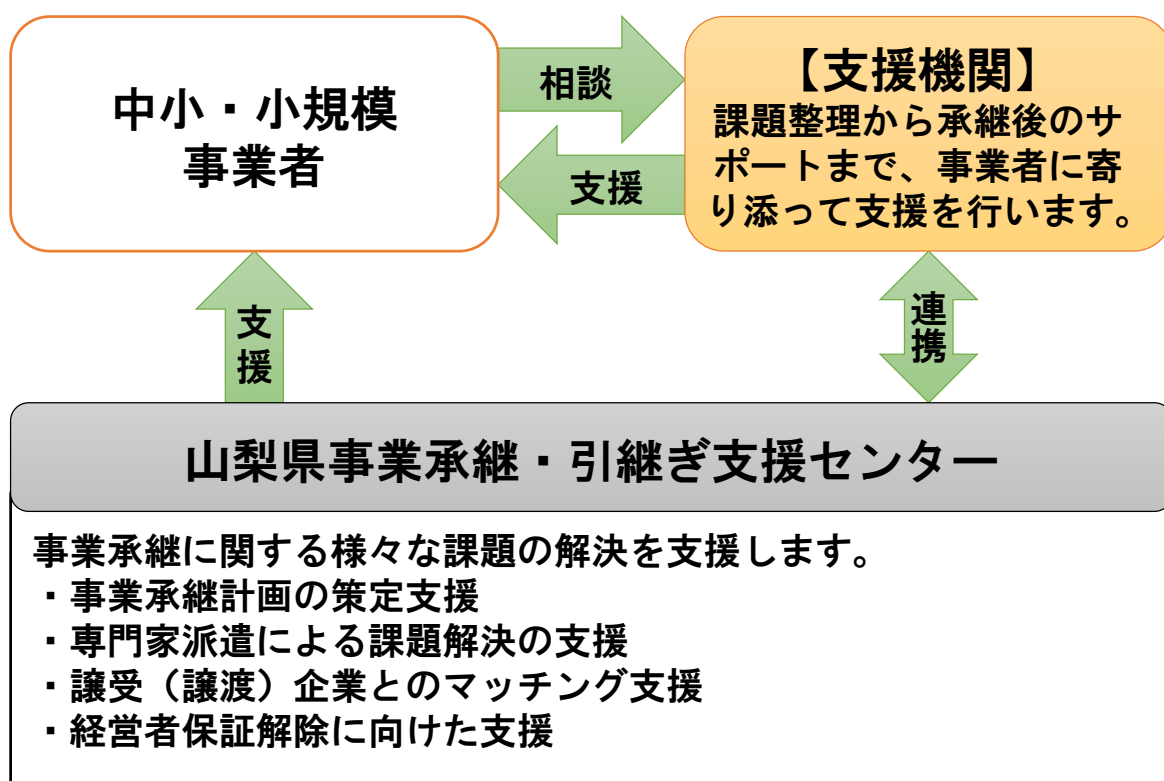 中小・小規模
事業者
相談
支援
【支援機関】
課題整理から承継後のサ
ポートまで、事業者に寄
り添って支援を行います。
支援
連携
山梨県事業承継・引継ぎ支援センター
事業承継に関する様々な課題の解決を支援します。
・事業承継計画の策定支援
・専門家派遣による課題解決の支援
・譲受（譲渡）企業とのマッチング支援
・経営者保証解除に向けた支援